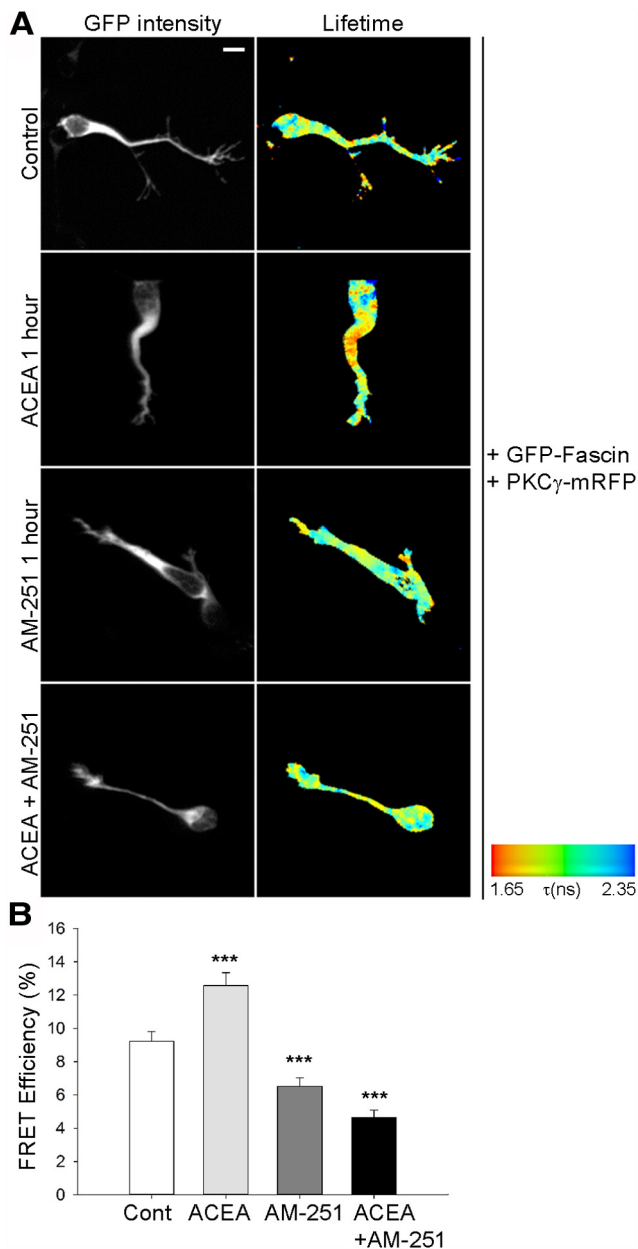 A
GFP intensity
Lifetime
Control
ACEA 1 hour
AM-251 1 hour
ACEA + AM-251
+ GFP-Fascin
+ PKCγ-mRFP
1.65 τ(ns) 2.35
B
FRET Efficiency (%)
16
14
12
10
8
6
4
2
0
***
***
***
Cont ACEA AM-251 ACEA
+AM-251